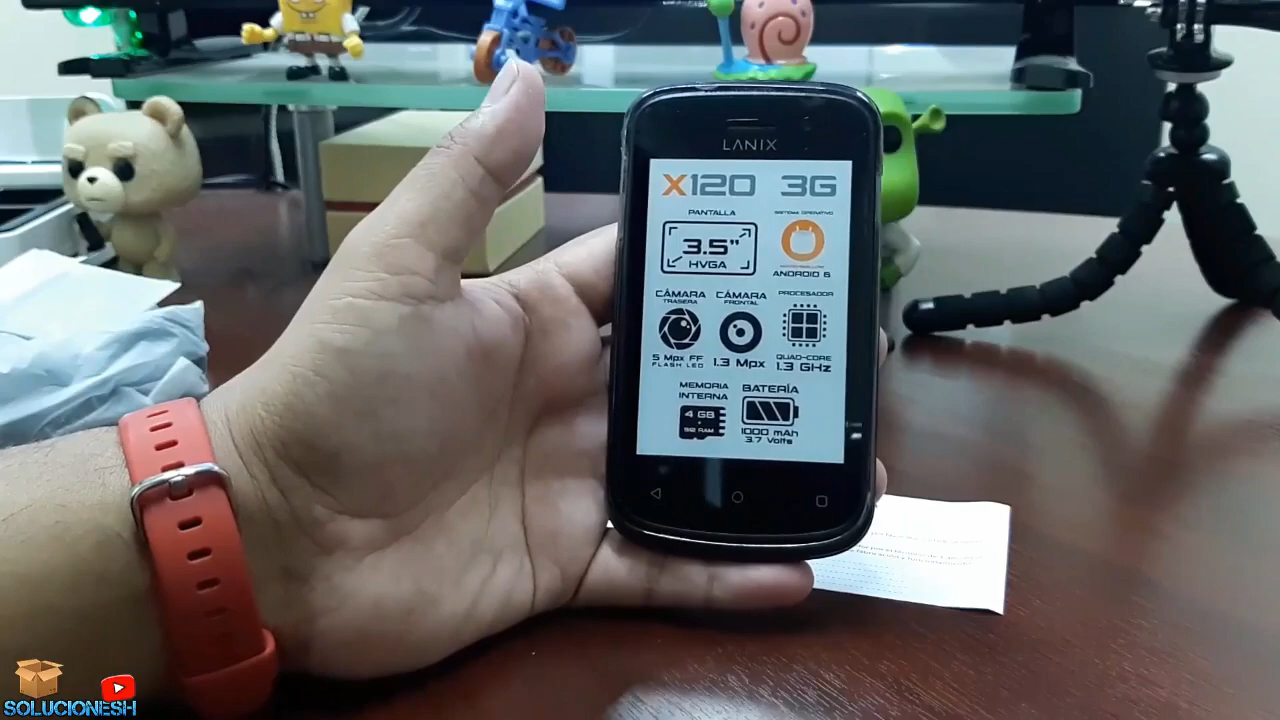 LANIX
X120 3G
PANTALLA
3.5"
HVGA
SISTEMA OPERATIVO
ANDROID 6
CÁMARA
TRASERA
5 Mpx FF
FLASH LED
CÁMARA
FRONTAL
1.3 Mpx
PROCESADOR
QUAD-CORE
1.3 GHz
MEMORIA
INTERNA
4 GB
+
512 RAM
BATERÍA
1000 mAh
3.7 Volts
SOLUCIONESH